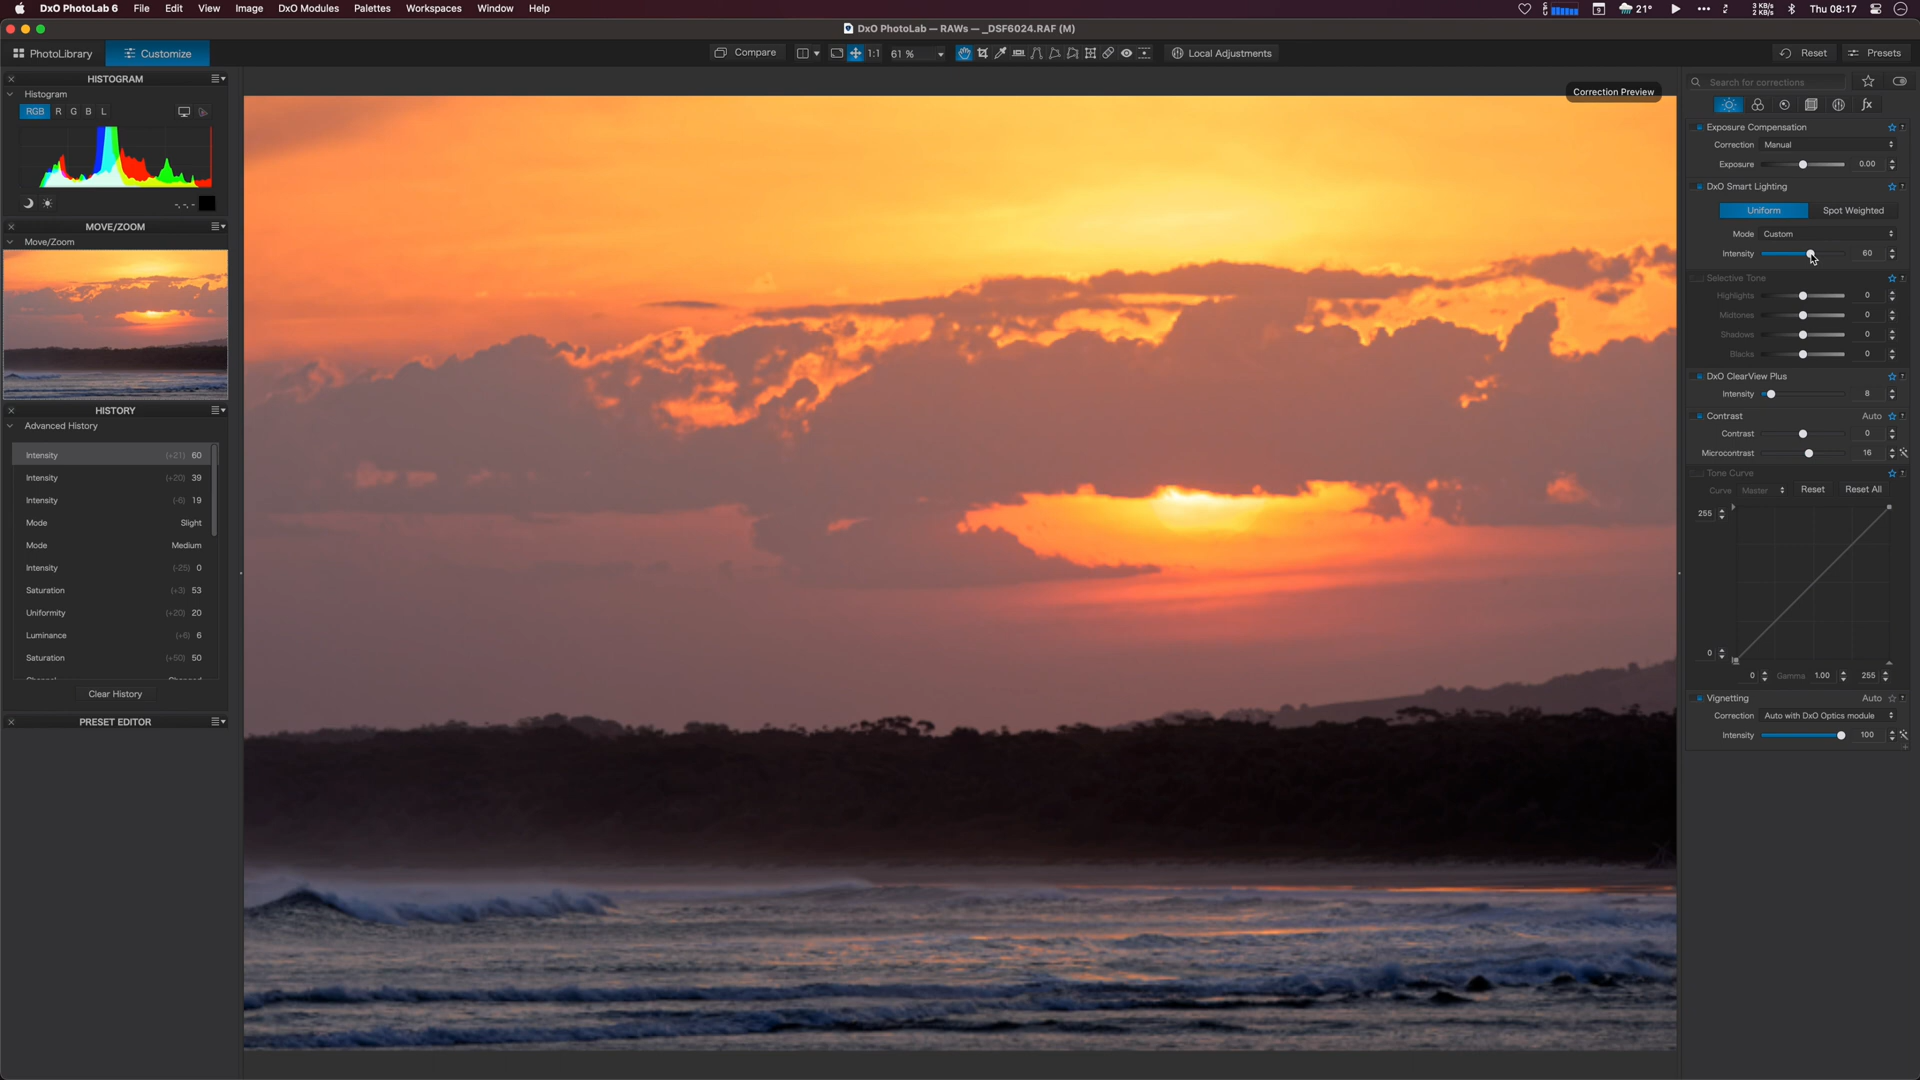 DxO PhotoLab 6 File Edit View Image DxO Modules Palettes Workspaces Window Help 9 21° 3 KB/s 2 KB/s Thu 08:17
DxO PhotoLab — RAWs — _DSF6024.RAF (M)
PhotoLibrary Customize Compare 1:1 61 % Local Adjustments Reset Presets
HISTOGRAM
Histogram
RGB R G B L
MOVE/ZOOM
Move/Zoom
HISTORY
Advanced History
Intensity (+21) 60
Intensity (+20) 39
Intensity (-6) 19
Mode Slight
Mode Medium
Intensity (-25) 0
Saturation (+3) 53
Uniformity (+20) 20
Luminance (+6) 6
Saturation (+50) 50
Clear History
PRESET EDITOR
Correction Preview
Search for corrections
fx
Exposure Compensation ?
Correction Manual
Exposure 0.00
DxO Smart Lighting ?
Uniform Spot Weighted
Mode Custom
Intensity 60
Selective Tone ?
Highlights 0
Midtones 0
Shadows 0
Blacks 0
DxO ClearView Plus ?
Intensity 8
Contrast Auto ?
Contrast 0
Microcontrast 16
Tone Curve ?
Curve Master Reset Reset All
255
0
0 Gamma 1.00 255
Vignetting Auto ?
Correction Auto with DxO Optics module
Intensity 100